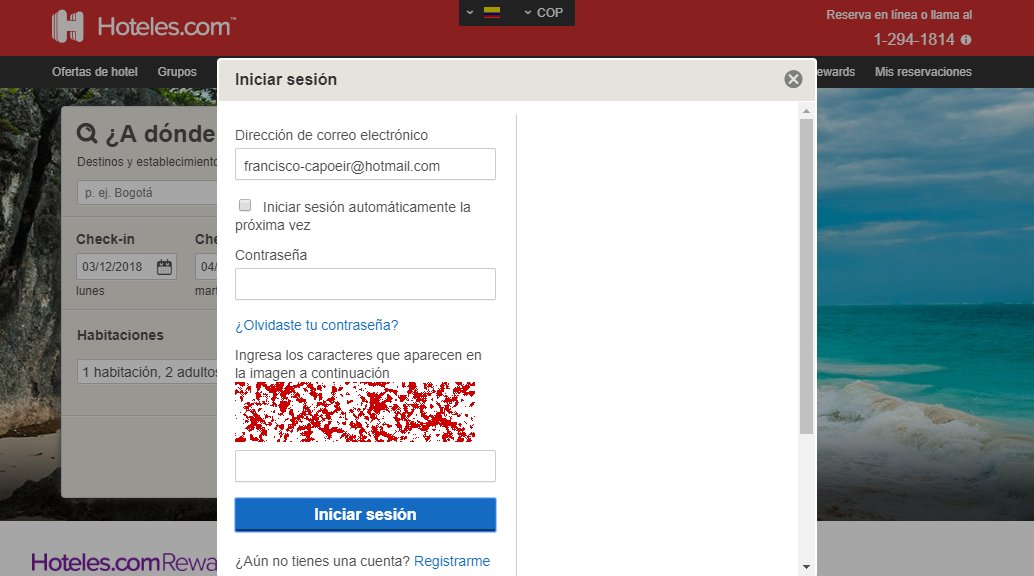 Hoteles.com™
COP
Reserva en línea o llama al
1-294-1814
Ofertas de hotel
Grupos
ewards
Mis reservaciones
Iniciar sesión
¿A dónde
Destinos y establecimiento
p. ej. Bogotá
Check-in
Che
03/12/2018
04/
lunes
mart
Habitaciones
1 habitación, 2 adultos
Dirección de correo electrónico
francisco-capoeir@hotmail.com
Iniciar sesión automáticamente la
próxima vez
Contraseña
¿Olvidaste tu contraseña?
Ingresa los caracteres que aparecen en
la imagen a continuación
Iniciar sesión
¿Aún no tienes una cuenta? Registrarme
Hoteles.com Rewa